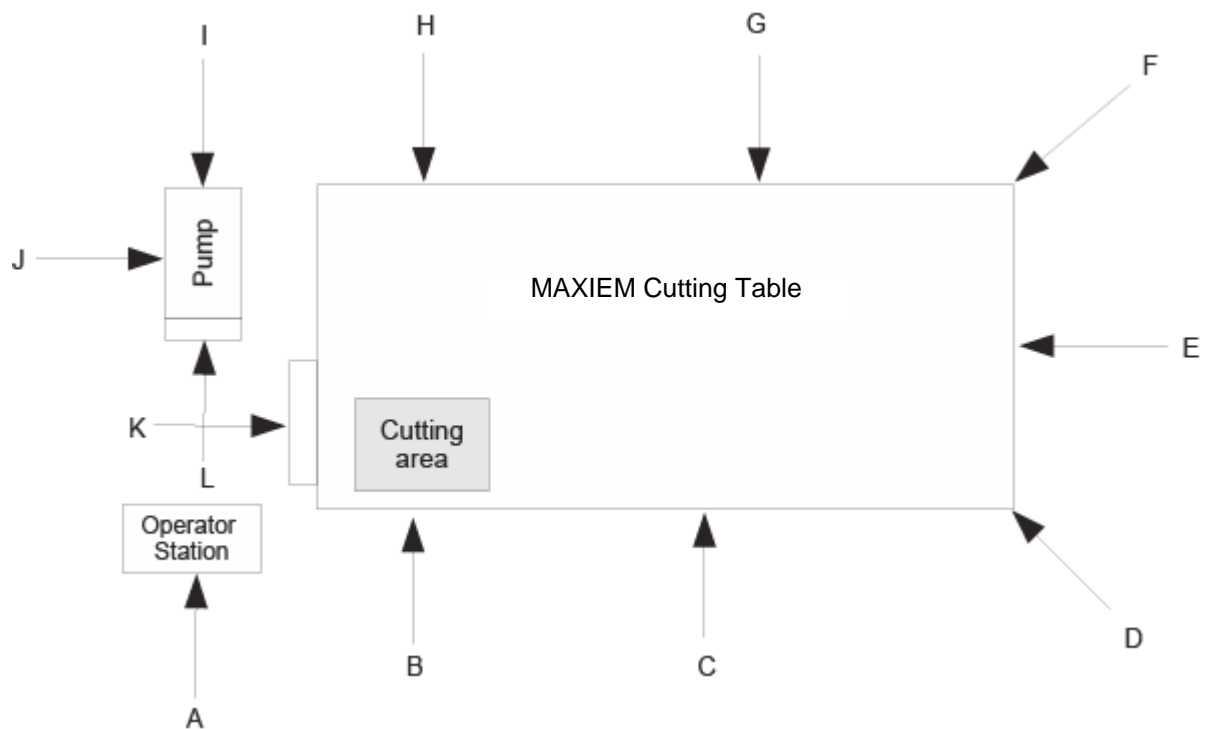 I
H
G
F
J
Pump
MAXIEM Cutting Table
E
K
Cutting
area
L
Operator
Station
A
B
C
D